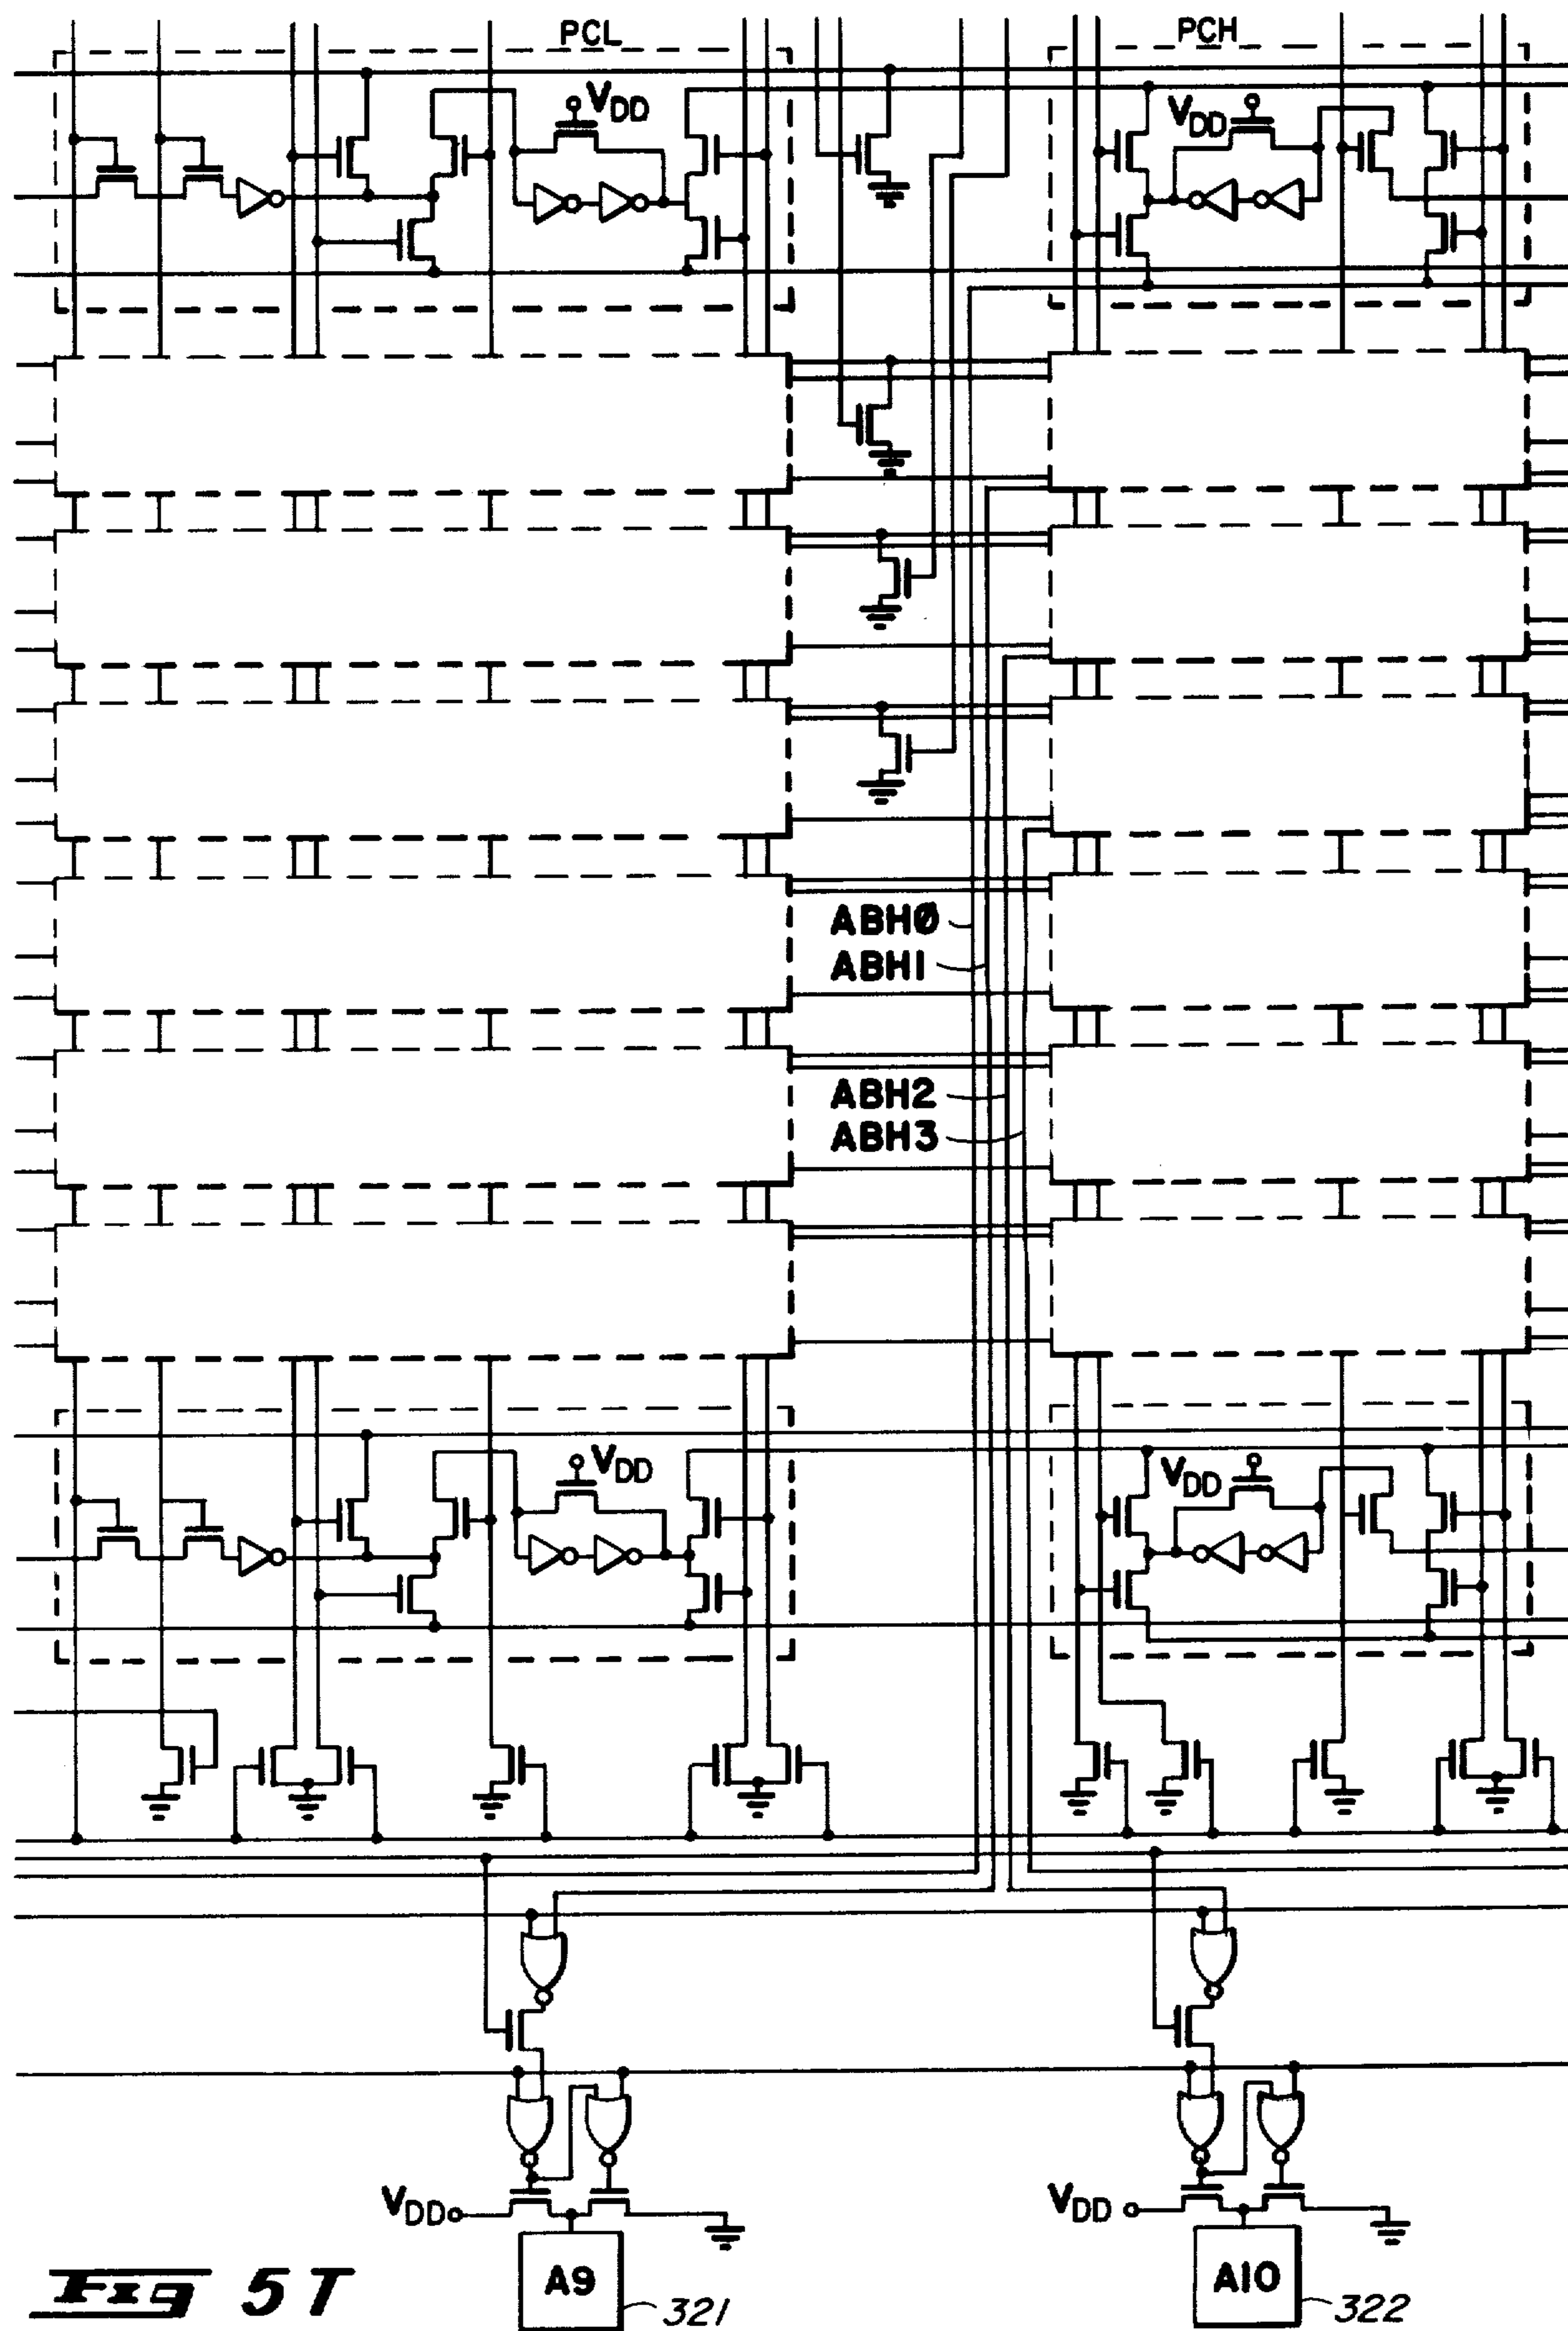 PCL
PCH
VDD
VDD
ABHØ
ABH1
ABH2
ABH3
VDD
VDD
VDD
VDD
A9
A10
321
322
Fig 5T